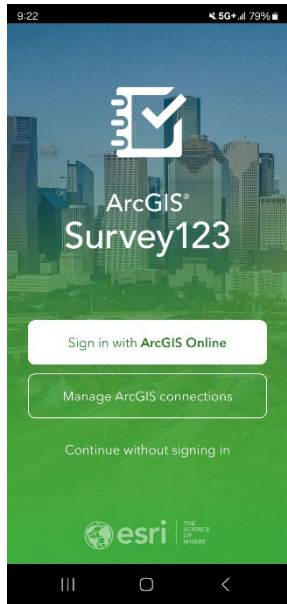 9:22 5G+ 79%
ArcGIS®
Survey123
Sign in with ArcGIS Online
Manage ArcGIS connections
Continue without signing in
esri THE
SCIENCE
OF
WHERE®